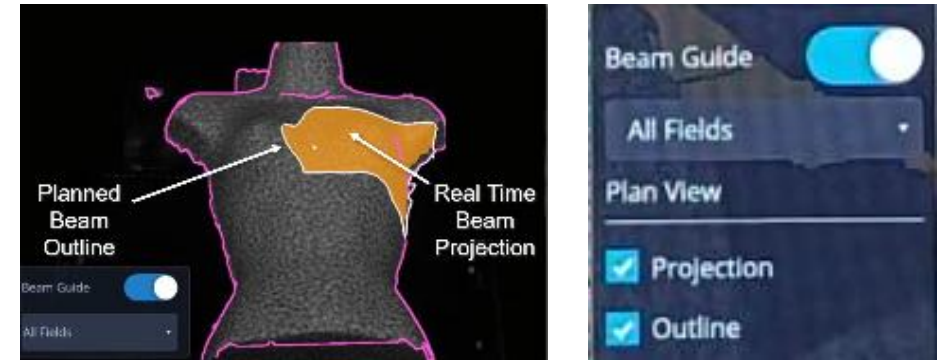 Planned
Beam
Outline
Real Time
Beam
Projection
Beam Guide
All Fields
Beam Guide
All Fields
Plan View
Projection
Outline